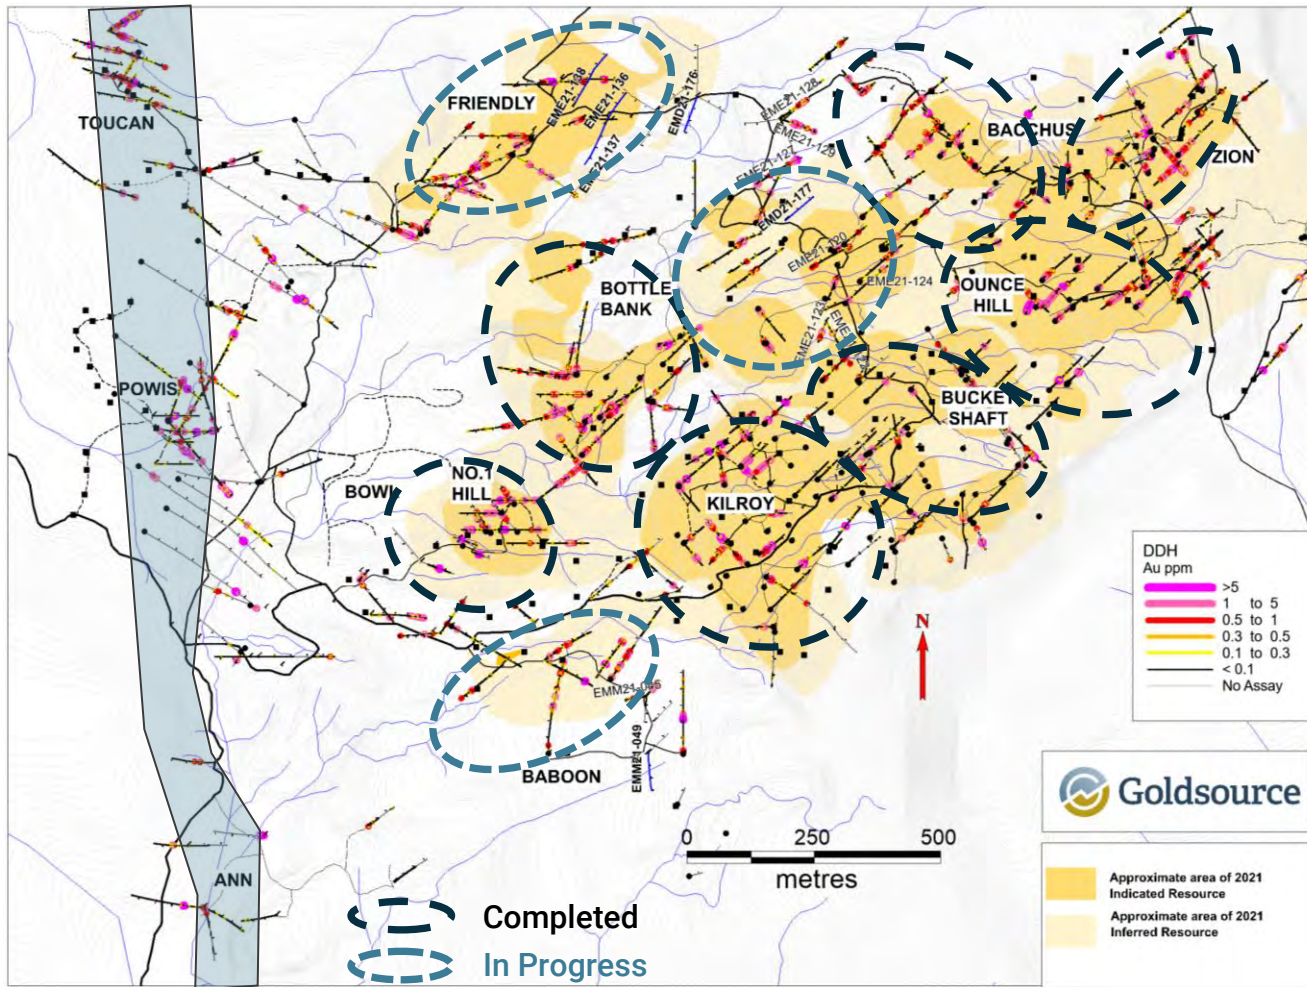 TOUCAN
FRIENDLY
EME21-138
EME21-136
EME21-137
EMD21-176
EME21-128
EME21-129
EME21-127
EMD21-177
BACCHUS
ZION
EME21-120
EME21-124
EME21-123
BOTTLE
BANK
OUNCE
HILL
POWIS
BUCKET
SHAFT
NO.1
HILL
KILROY
DDH
Au ppm
>5
1 to 5
0.5 to 1
0.3 to 0.5
0.1 to 0.3
< 0.1
No Assay
N
BABOON
EMM21-049
Goldsource
0 250 500
metres
ANN
Approximate area of 2021
Indicated Resource
Approximate area of 2021
Inferred Resource
Completed
In Progress